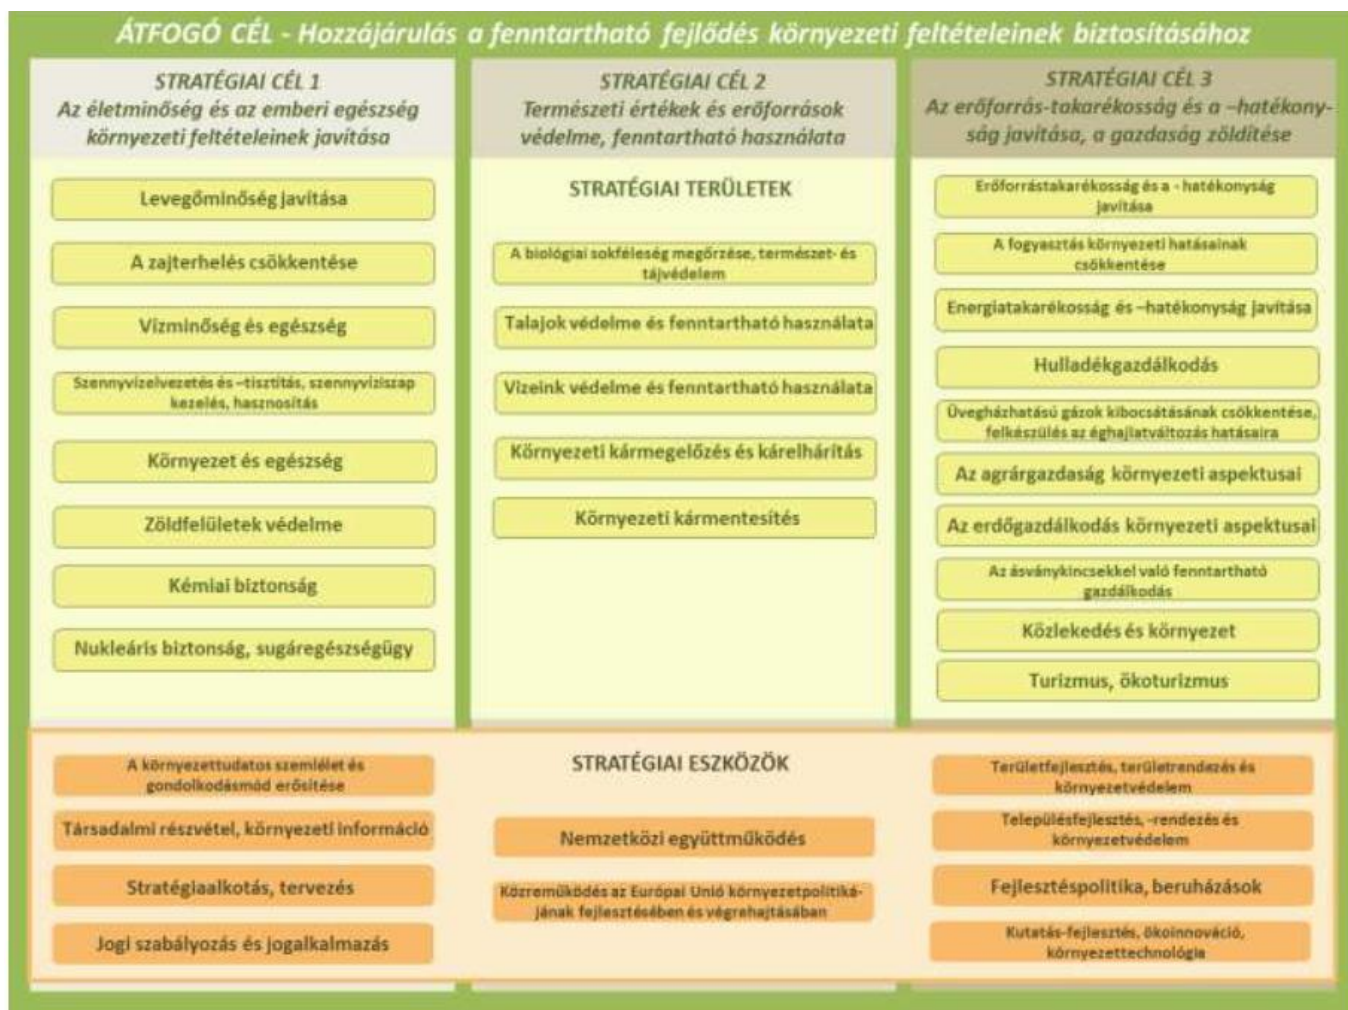 ÁTFOGÓ CÉL - Hozzájárulás a fenntartható fejlődés környezeti feltételeinek biztosításához
STRATÉGIAI CÉL 1
Az életminőség és az emberi egészség
környezeti feltételeinek javítása
Levegőminőség javítása
A zajterhelés csökkentése
Vízminőség és egészség
Szennyvízelvezetés és –tisztítás, szennyvíziszap
kezelés, hasznosítás
Környezet és egészség
Zöldfelületek védelme
Kémiai biztonság
Nukleáris biztonság, sugáregészségügy
STRATÉGIAI CÉL 2
Természeti értékek és erőforrások
védelme, fenntartható használata
STRATÉGIAI TERÜLETEK
A biológiai sokféleség megőrzése, természet- és
tájvédelem
Talajok védelme és fenntartható használata
Vizeink védelme és fenntartható használata
Környezeti kármegelőzés és kárelhárítás
Környezeti kármentesítés
STRATÉGIAI CÉL 3
Az erőforrás-takarékosság és a –hatékony-
ság javítása, a gazdaság zöldítése
Erőforrástakarékosság és a - hatékonyság
javítása
A fogyasztás környezeti hatásainak
csökkentése
Energiatakarékosság és –hatékonyság javítása
Hulladékgazdálkodás
Üvegházhatású gázok kibocsátásának csökkentése,
felkészülés az éghajlatváltozás hatásaira
Az agrárgazdaság környezeti aspektusai
Az erdőgazdálkodás környezeti aspektusai
Az ásványkincsekkel való fenntartható
gazdálkodás
Közlekedés és környezet
Turizmus, ökoturizmus
A környezettudatos szemlélet és
gondolkodásmód erősítése
Társadalmi részvétel, környezeti információ
Stratégiaalkotás, tervezés
Jogi szabályozás és jogalkalmazás
STRATÉGIAI ESZKÖZÖK
Nemzetközi együttműködés
Közreműködés az Európai Unió környezetpolitiká-
jának fejlesztésében és végrehajtásában
Területfejlesztés, területrendezés és
környezetvédelem
Településfejlesztés, -rendezés és
környezetvédelem
Fejlesztéspolitika, beruházások
Kutatás-fejlesztés, ökoinnováció,
környezettechnológia